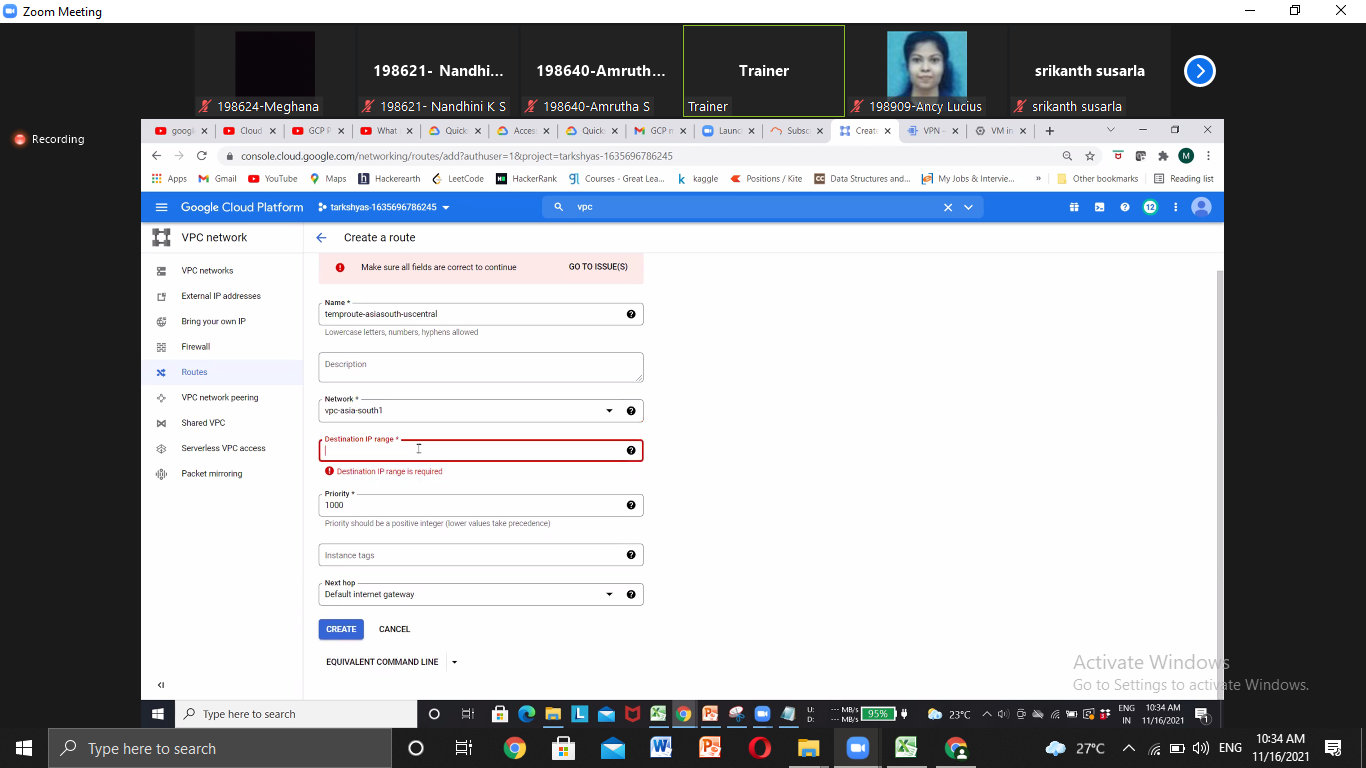 Zoom Meeting
198621- Nandhi...
198640-Amruth...
Trainer
srikanth susarla
198624-Meghana
198621- Nandhini K S
198640-Amrutha S
Trainer
198909-Ancy Lucius
srikanth susarla
Recording
googl
Cloud
GCP P
What
Quick
Acces
Quick
GCP n
Launc
Subsc
Creat
VPN -
VM in
console.cloud.google.com/networking/routes/add?authuser=1&project=tarkshyas-1635696786245
M
Apps
Gmail
YouTube
Maps
Hackerearth
LeetCode
HackerRank
Courses - Great Lea...
kaggle
Positions / Kite
Data Structures and...
My Jobs & Intervie...
»
Other bookmarks
Reading list
Google Cloud Platform
tarkshyas-1635696786245
vpc
12
VPC network
Create a route
VPC networks
External IP addresses
Bring your own IP
Firewall
Routes
VPC network peering
Shared VPC
Serverless VPC access
Packet mirroring
Make sure all fields are correct to continue
GO TO ISSUE(S)
Name *
temproute-asiasouth-uscentral
Lowercase letters, numbers, hyphens allowed
Description
Network *
vpc-asia-south1
Destination IP range *
Destination IP range is required
Priority *
1000
Priority should be a positive integer (lower values take precedence)
Instance tags
Next hop
Default internet gateway
CREATE
CANCEL
EQUIVALENT COMMAND LINE
Activate Windows
Go to Settings to activate Windows.
Type here to search
U: -- MB/s
D: -- MB/s
95%
23°C
ENG
IN
10:34 AM
11/16/2021
1
Type here to search
27°C
ENG
10:34 AM
11/16/2021